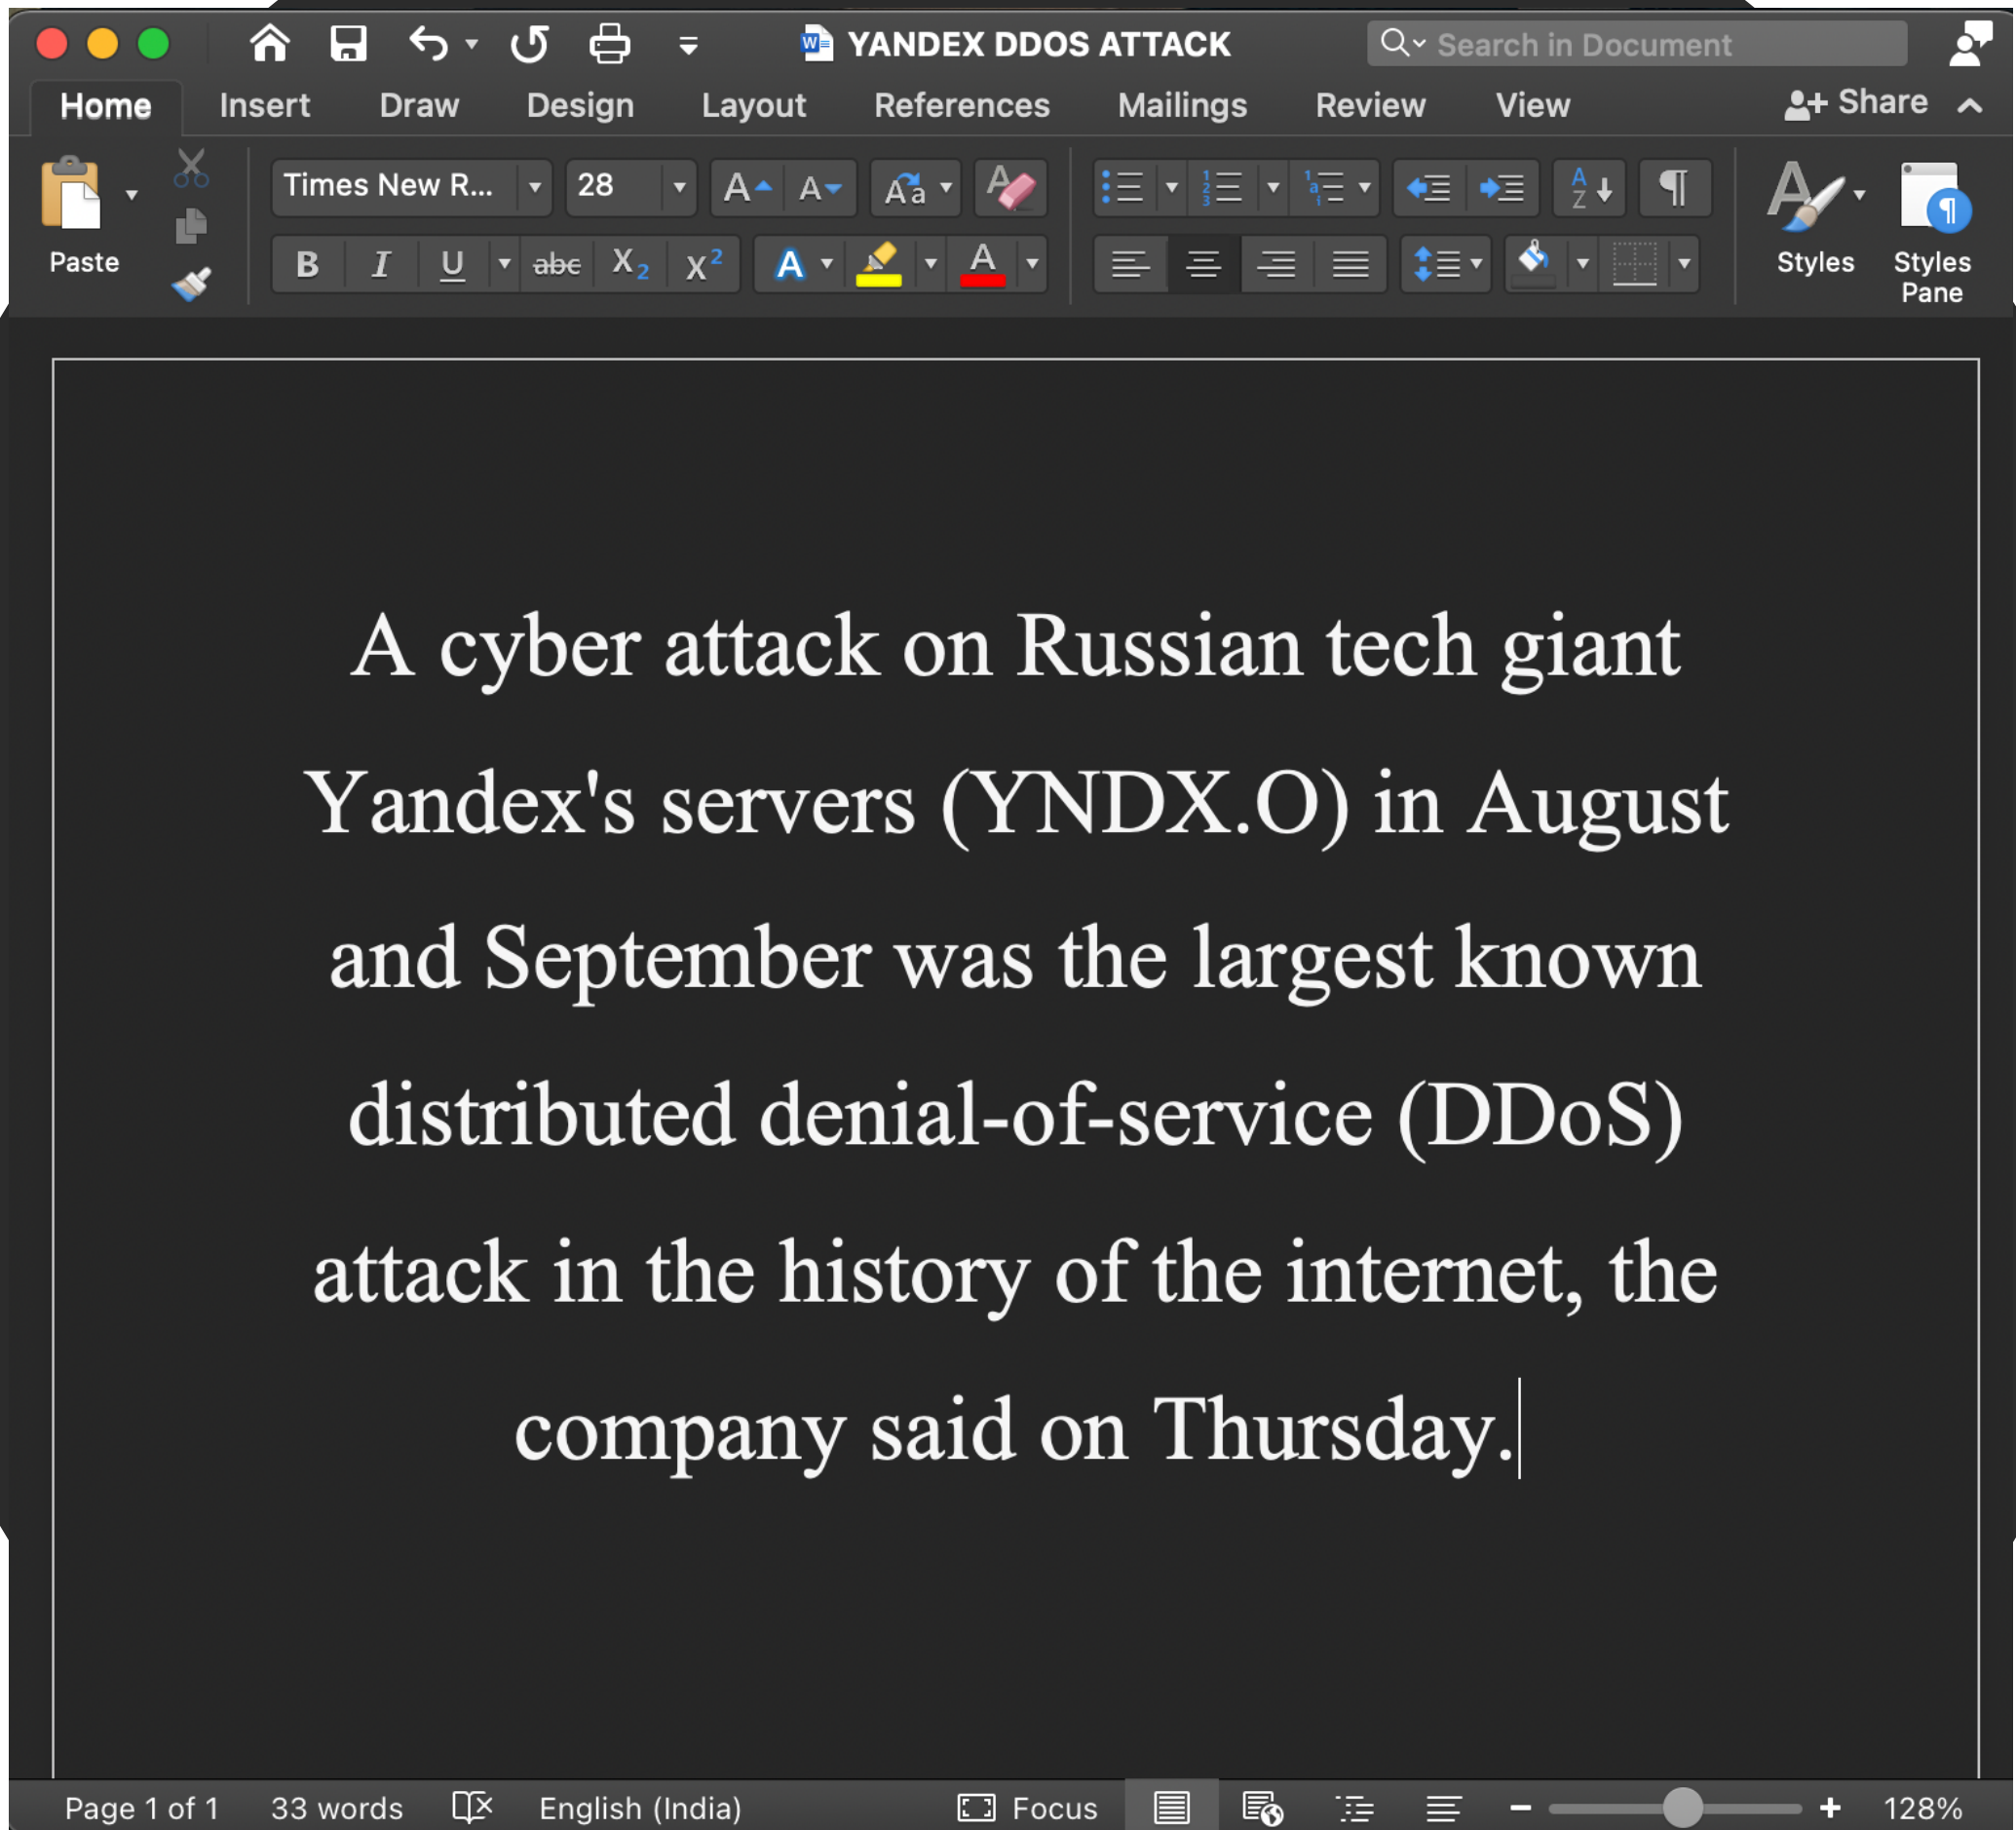 YANDEX DDOS ATTACK
Search in Document
Home Insert Draw Design Layout References Mailings Review View Share
Times New R... 28
Paste
Styles
Styles Pane
A cyber attack on Russian tech giant
Yandex's servers (YNDX.O) in August
and September was the largest known
distributed denial-of-service (DDoS)
attack in the history of the internet, the
company said on Thursday.
Page 1 of 1 33 words English (India) Focus 128%